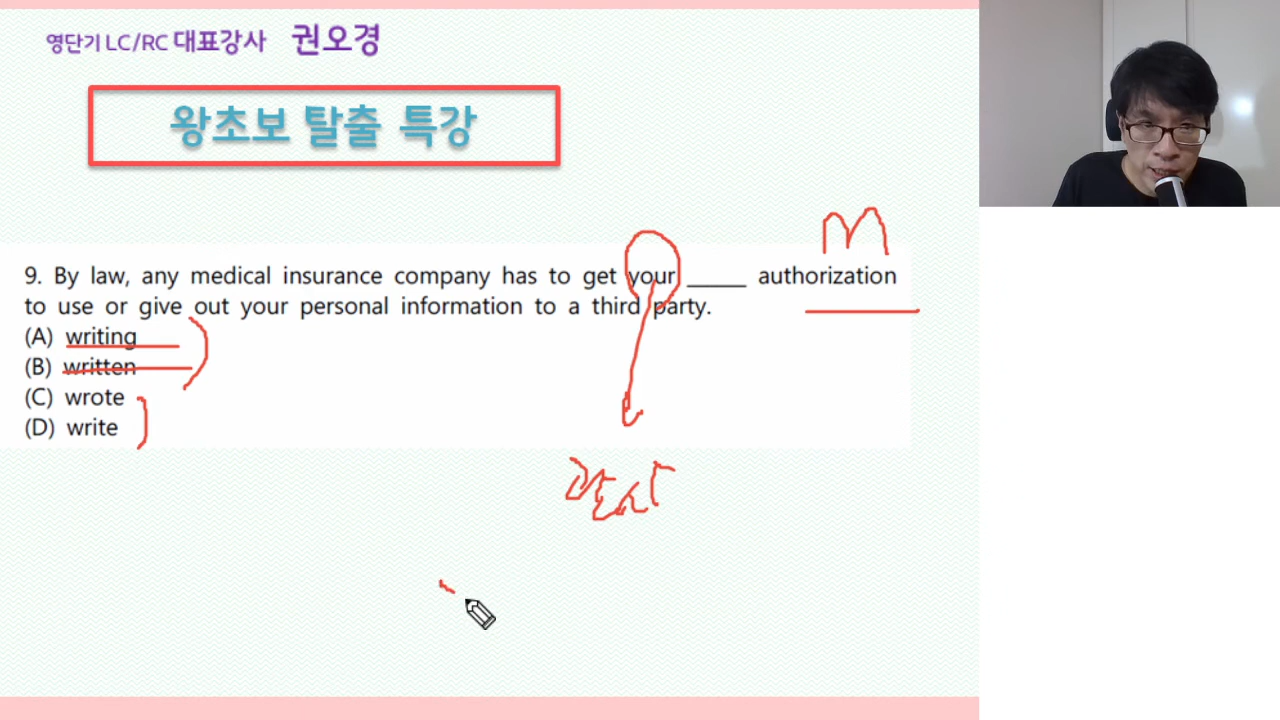 영단기 LC/RC 대표강사 권오경
왕초보 탈출 특강
9. By law, any medical insurance company has to get your _____ authorization
to use or give out your personal information to a third party.
(A) writing
(B) written
(C) wrote
(D) write